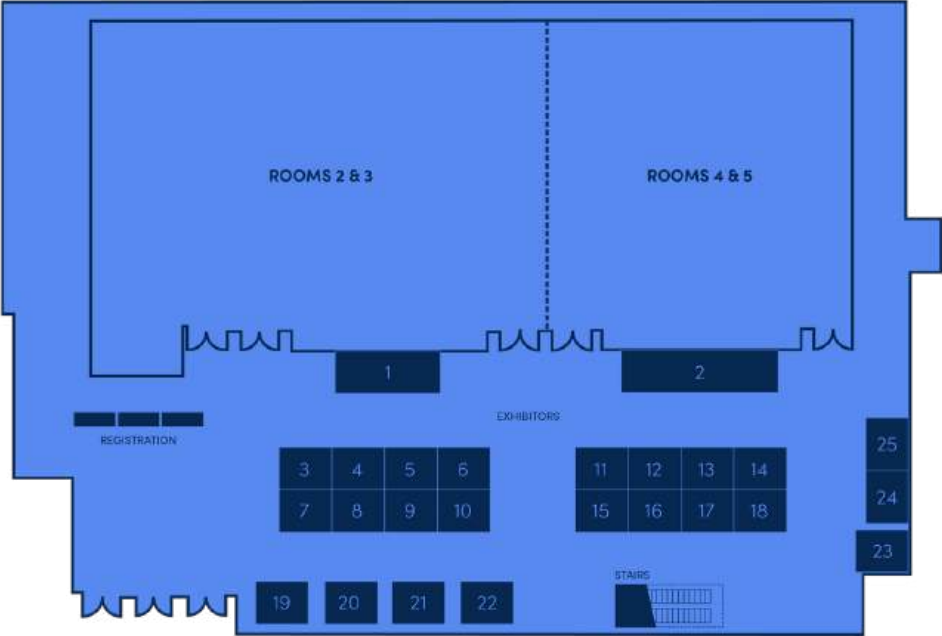 ROOMS 2 & 3
ROOMS 4 & 5
1
2
EXHIBITORS
REGISTRATION
3 4 5 6
7 8 9 10
11 12 13 14
15 16 17 18
25
24
23
STAIRS
19
20
21
22